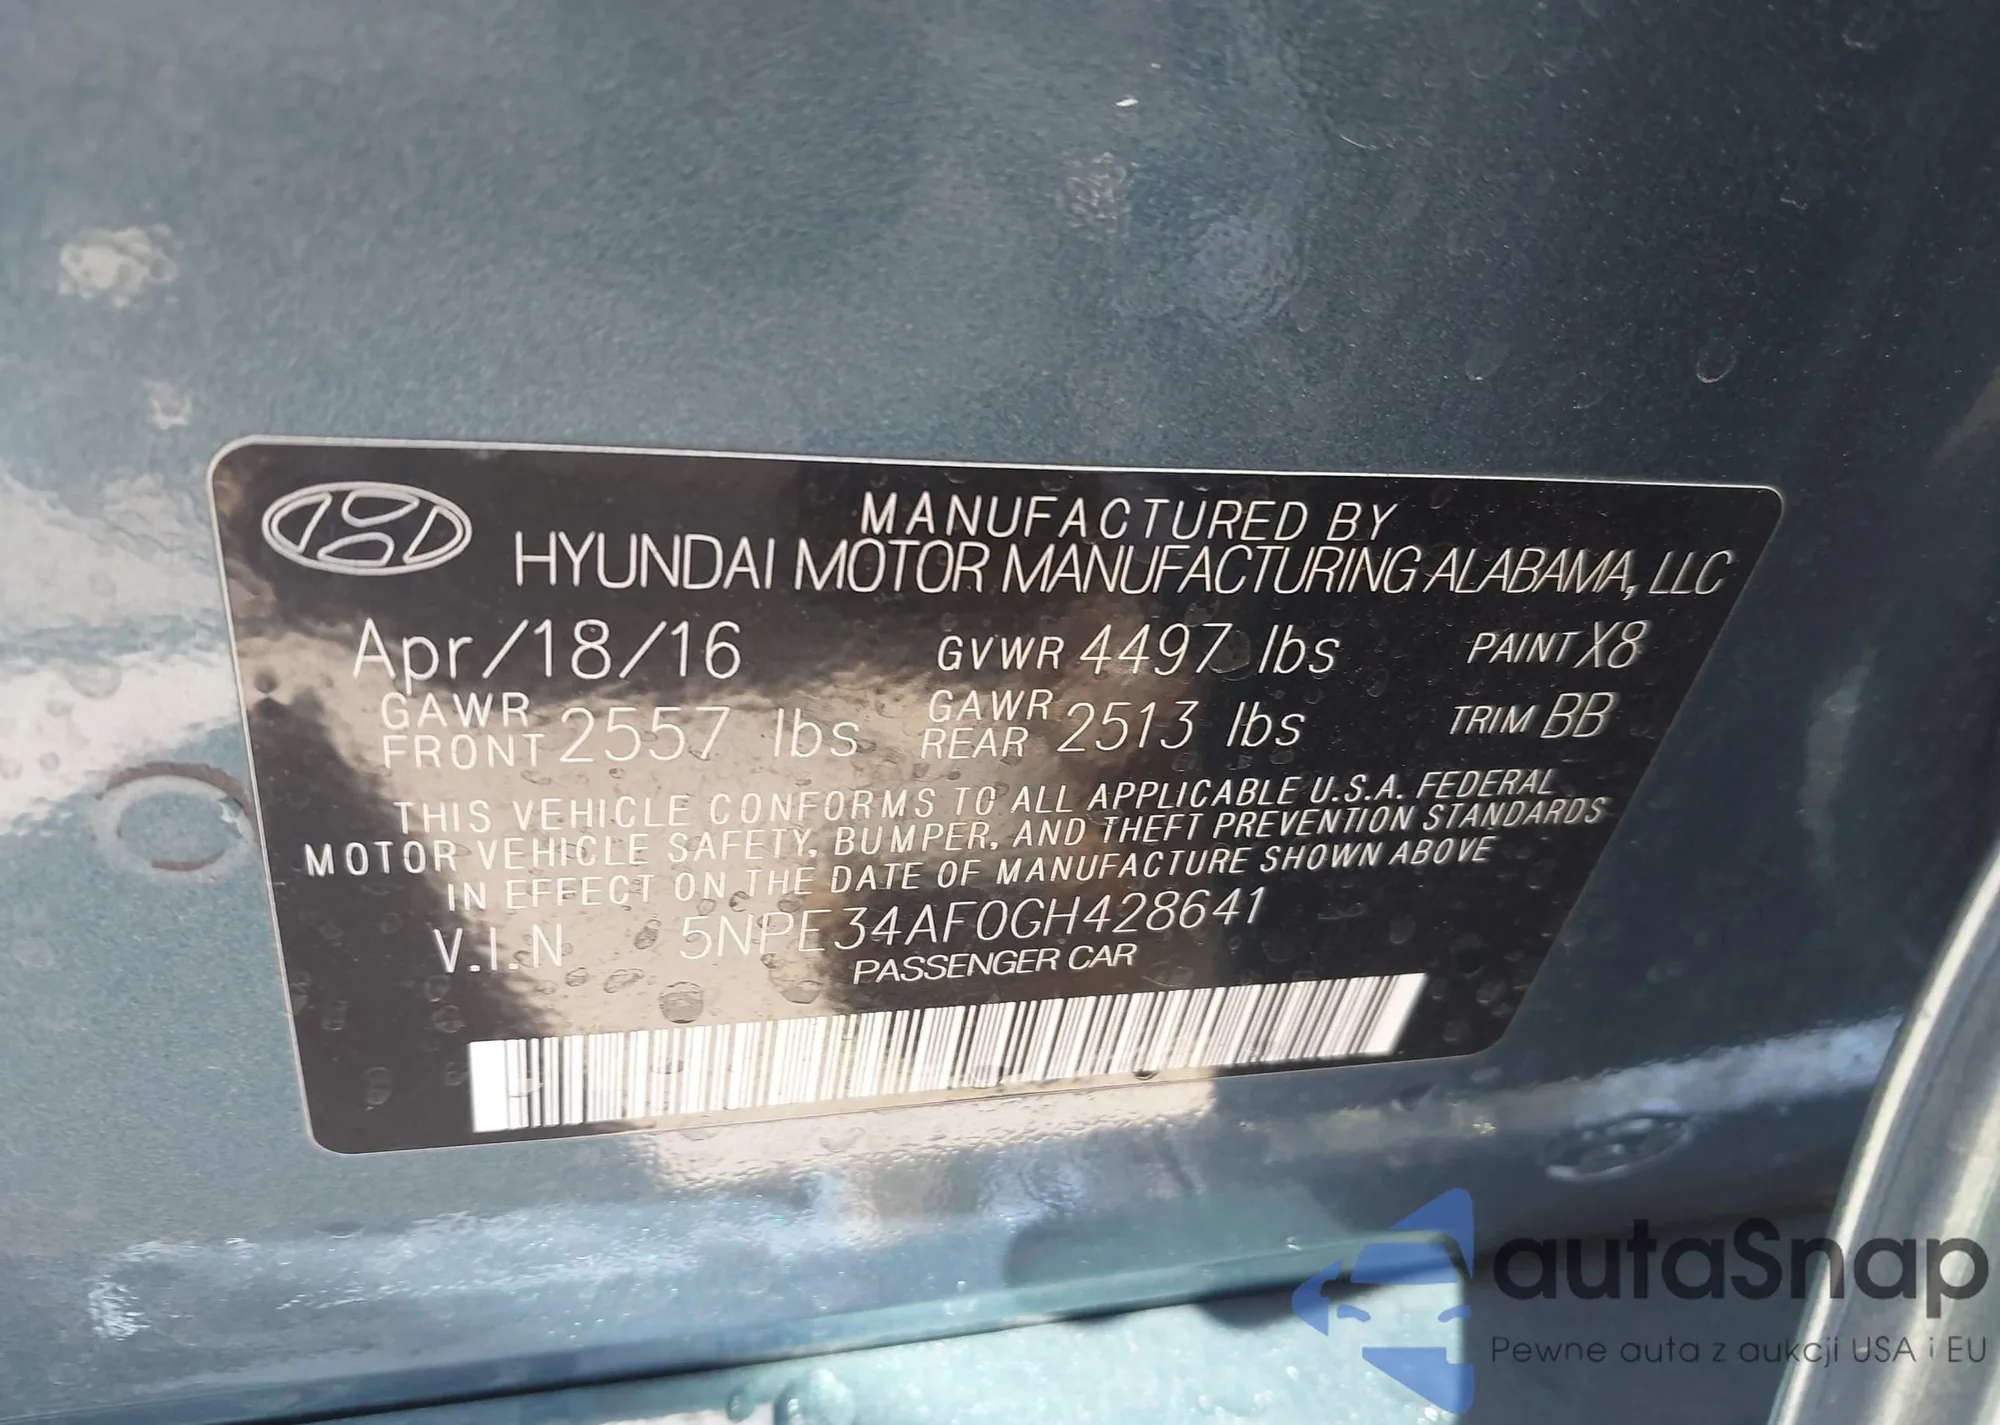 MANUFACTURED BY
HYUNDAI MOTOR MANUFACTURING ALABAMA, LLC
Apr/18/16 GVWR 4497 lbs PAINT X8
GAWR FRONT 2557 lbs GAWR REAR 2513 lbs TRIM BB
THIS VEHICLE CONFORMS TO ALL APPLICABLE U.S.A. FEDERAL
MOTOR VEHICLE SAFETY, BUMPER, AND THEFT PREVENTION STANDARDS
IN EFFECT ON THE DATE OF MANUFACTURE SHOWN ABOVE
V.I.N 5NPE34AF0GH428641
PASSENGER CAR
autaSnap
Pewne auta z aukcji USA i EU